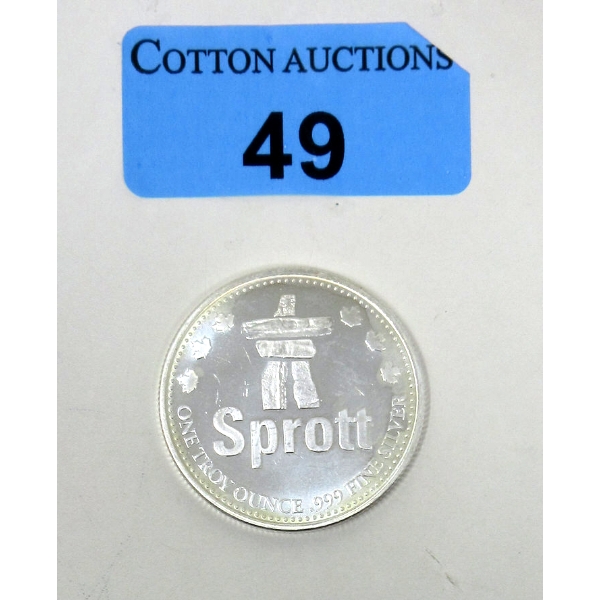 COTTON AUCTIONS
49
Sprott
ONE TROY OUNCE .999 FINE SILVER